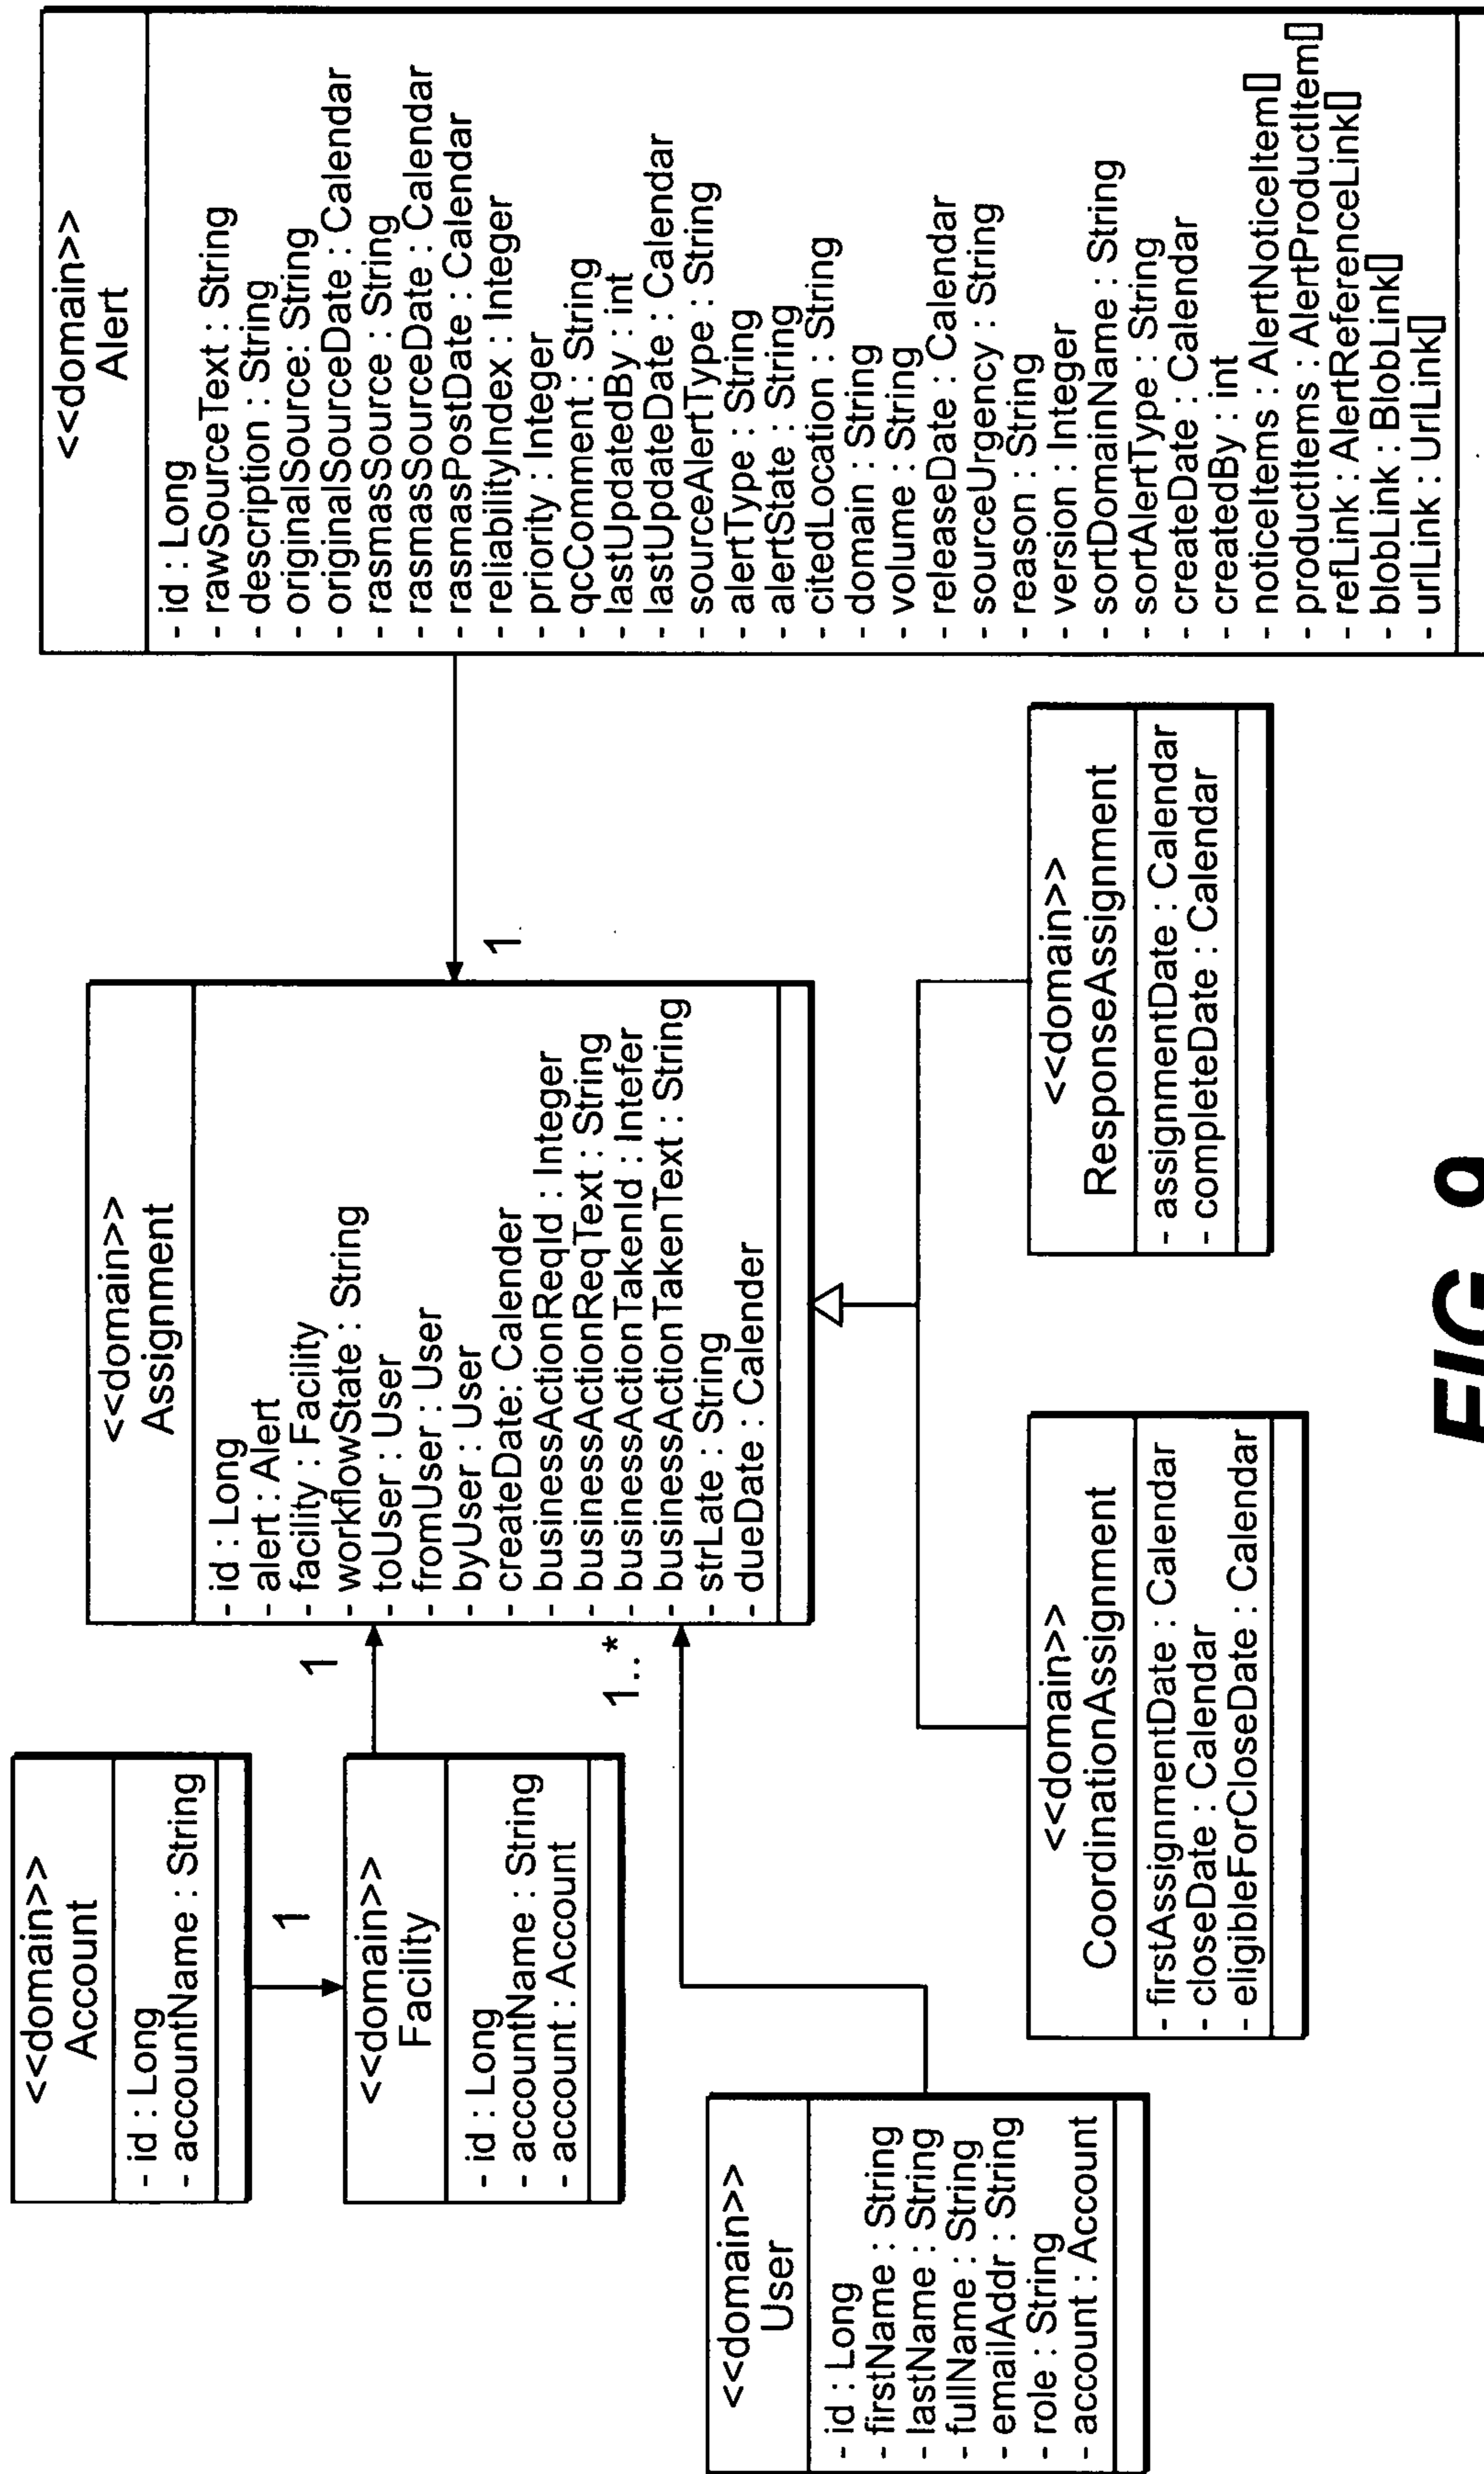 <<domain>>
Account
- id : Long
- accountName : String
1
<<domain>>
Facility
- id : Long
- accountName : String
- account : Account
1
<<domain>>
User
- id : Long
- firstName : String
- lastName : String
- fullName : String
- emailAddr : String
- role : String
- account : Account
1..*
<<domain>>
Assignment
- id : Long
- alert : Alert
- facility : Facility
- workflowState : String
- toUser : User
- fromUser : User
- byUser : User
- createDate: Calender
- businessActionReqId : Integer
- businessActionReqText : String
- businessActionTakenId : Intefer
- businessActionTakenText : String
- strLate : String
- dueDate : Calender
1
<<domain>>
CoordinationAssignment
- firstAssignmentDate : Calendar
- closeDate : Calendar
- eligibleForCloseDate : Calendar
<<domain>>
ResponseAssignment
- assignmentDate : Calendar
- completeDate : Calendar
<<domain>>
Alert
- id : Long
- rawSourceText : String
- description : String
- originalSource: String
- originalSourceDate : Calendar
- rasmasSource : String
- rasmasSourceDate : Calendar
- rasmasPostDate : Calendar
- reliabilityIndex : Integer
- priority : Integer
- qcComment : String
- lastUpdatedBy : int
- lastUpdateDate : Calendar
- sourceAlertType : String
- alertType : String
- alertState : String
- citedLocation : String
- domain : String
- volume : String
- releaseDate : Calendar
- sourceUrgency : String
- reason : String
- version : Integer
- sortDomainName : String
- sortAlertType : String
- createDate : Calendar
- createdBy : int
- noticeItems : AlertNoticeItem[]
- productItems : AlertProductItem[]
- refLink : AlertReferenceLink[]
- blobLink : BlobLink[]
- urlLink : UrlLink[]
FIG 9